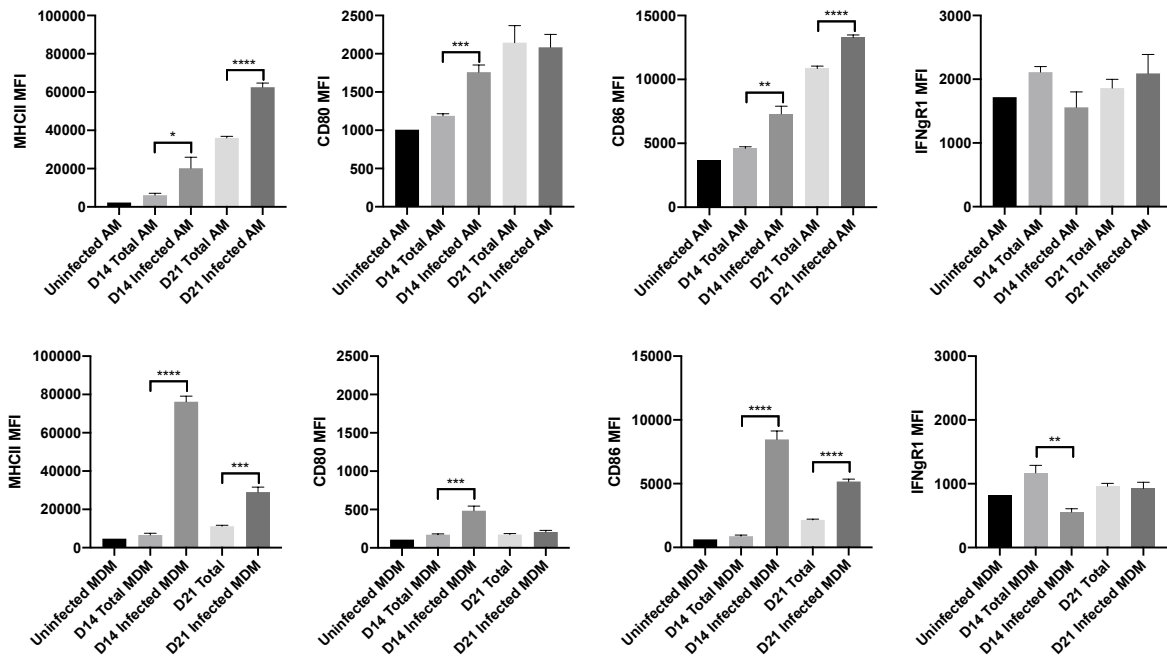 MHCII MFI
100000
80000
60000
40000
20000
0
*
****
Uninfected AM
D14 Total AM
D14 Infected AM
D21 Total AM
D21 Infected AM
CD80 MFI
2500
2000
1500
1000
500
0
***
Uninfected AM
D14 Total AM
D14 Infected AM
D21 Total AM
D21 Infected AM
CD86 MFI
15000
10000
5000
0
**
****
Uninfected AM
D14 Total AM
D14 Infected AM
D21 Total AM
D21 Infected AM
IFNgR1 MFI
3000
2000
1000
0
Uninfected AM
D14 Total AM
D14 Infected AM
D21 Total AM
D21 Infected AM
MHCII MFI
100000
80000
60000
40000
20000
0
****
***
Uninfected MDM
D14 Total MDM
D14 Infected MDM
D21 Total
D21 Infected MDM
CD80 MFI
2500
2000
1500
1000
500
0
***
Uninfected MDM
D14 Total MDM
D14 Infected MDM
D21 Total
D21 Infected MDM
CD86 MFI
15000
10000
5000
0
****
****
Uninfected MDM
D14 Total MDM
D14 Infected MDM
D21 Total
D21 Infected MDM
IFNgR1 MFI
3000
2000
1000
0
**
Uninfected MDM
D14 Total MDM
D14 Infected MDM
D21 Total
D21 Infected MDM